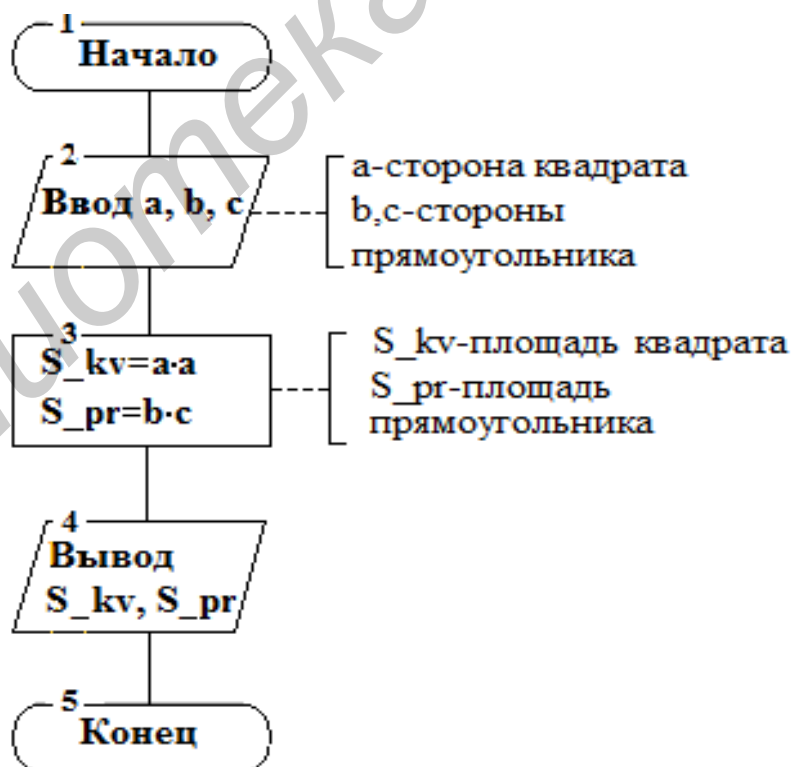 1
Начало
2
Ввод a, b, c
a-сторона квадрата
b,c-стороны
прямоугольника
3
S_kv=a·a
S_pr=b·c
S_kv-площадь квадрата
S_pr-площадь
прямоугольника
4
Вывод
S_kv, S_pr
5
Конец